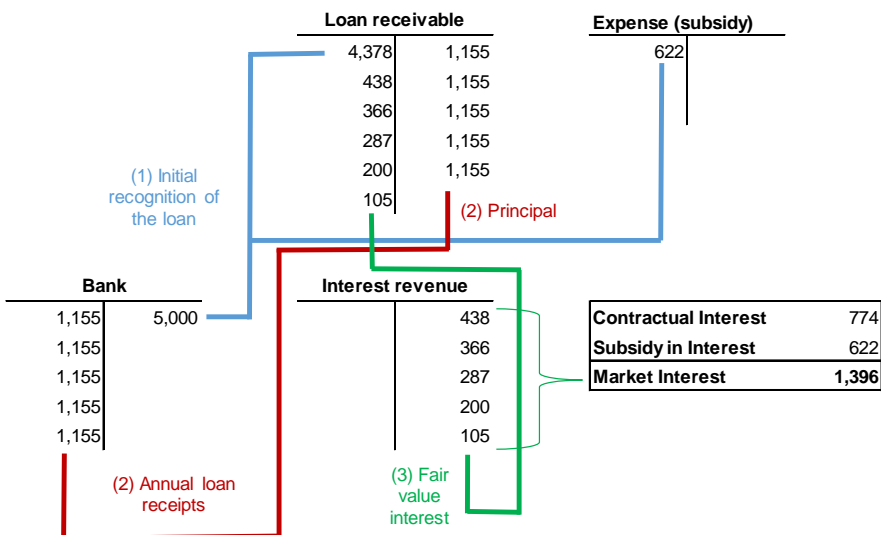 Loan receivable
4,378 1,155
438 1,155
366 1,155
287 1,155
200 1,155
105
Expense (subsidy)
622
(1) Initial
recognition of
the loan
(2) Principal
Bank
1,155 5,000
1,155
1,155
1,155
1,155
Interest revenue
438
366
287
200
105
Contractual Interest 774
Subsidy in Interest 622
Market Interest 1,396
(2) Annual loan
receipts
(3) Fair
value
interest